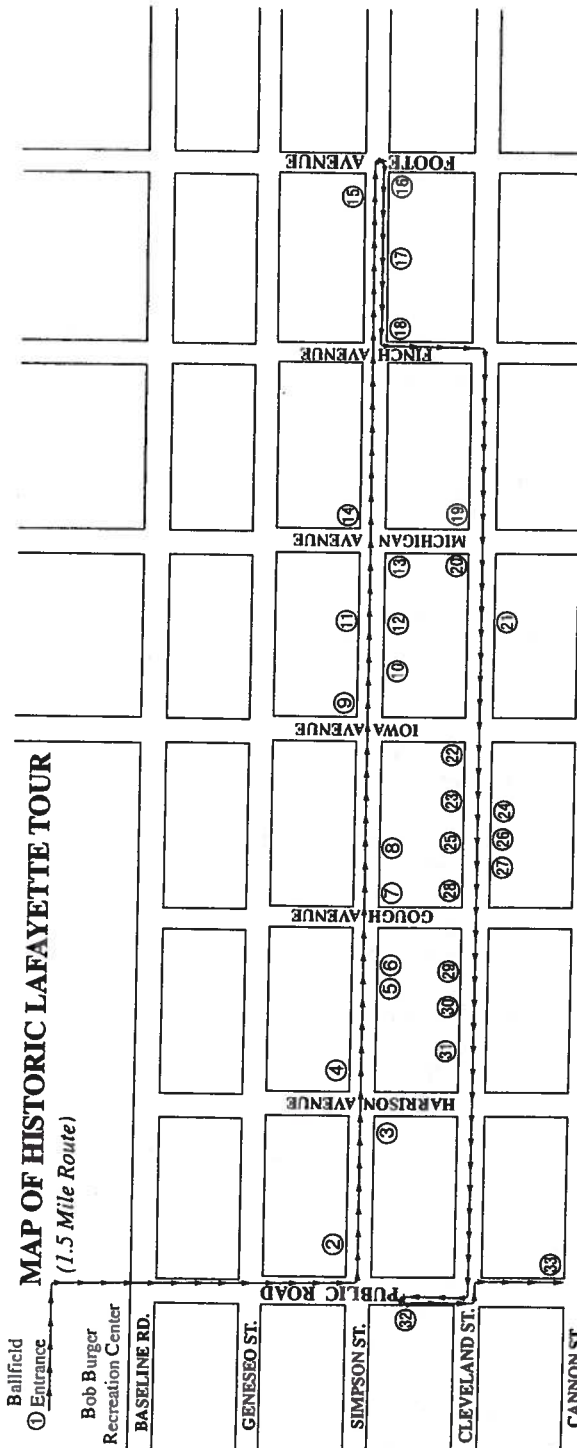 MAP OF HISTORIC LAFAYETTE TOUR
(1.5 Mile Route)
Ballfield
① Entrance
Bob Burger
Recreation Center
BASELINE RD.
GENESEO ST.
SIMPSON ST.
CLEVELAND ST.
CANNON ST.
PUBLIC ROAD
HARRISON AVENUE
GOUGH AVENUE
IOWA AVENUE
MICHIGAN AVENUE
FINCH AVENUE
FOOTE AVENUE
②
③
④
⑤ ⑥
⑦ ⑧
⑨
⑩
⑪
⑫
⑬
⑭
⑮
⑯
⑰
⑱
⑲
⑳
㉑
㉒
㉓
㉔
㉕
㉖
㉗
㉘
㉙
㉚
㉛
㉜
㉝